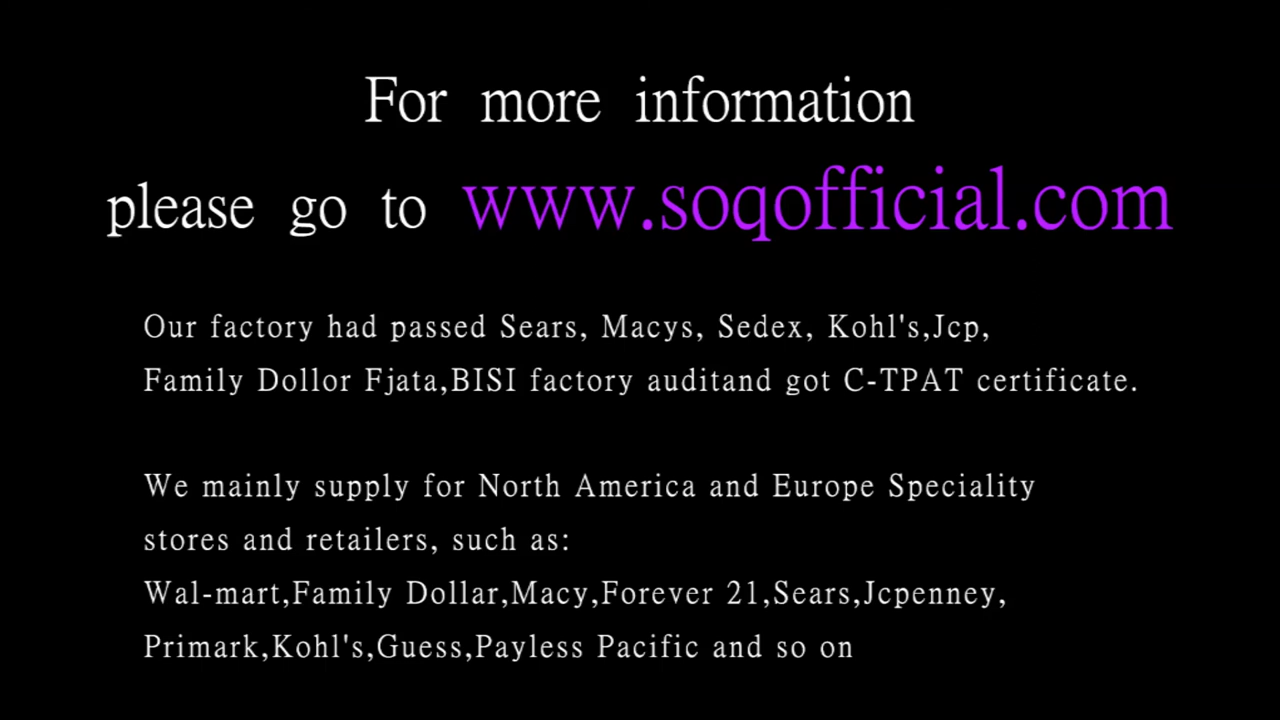 For more information
please go to www.soqofficial.com
Our factory had passed Sears, Macys, Sedex, Kohl's,Jcp,
Family Dollor Fjata,BISI factory auditand got C-TPAT certificate.
We mainly supply for North America and Europe Speciality
stores and retailers, such as:
Wal-mart,Family Dollar,Macy,Forever 21,Sears,Jcpenney,
Primark,Kohl's,Guess,Payless Pacific and so on